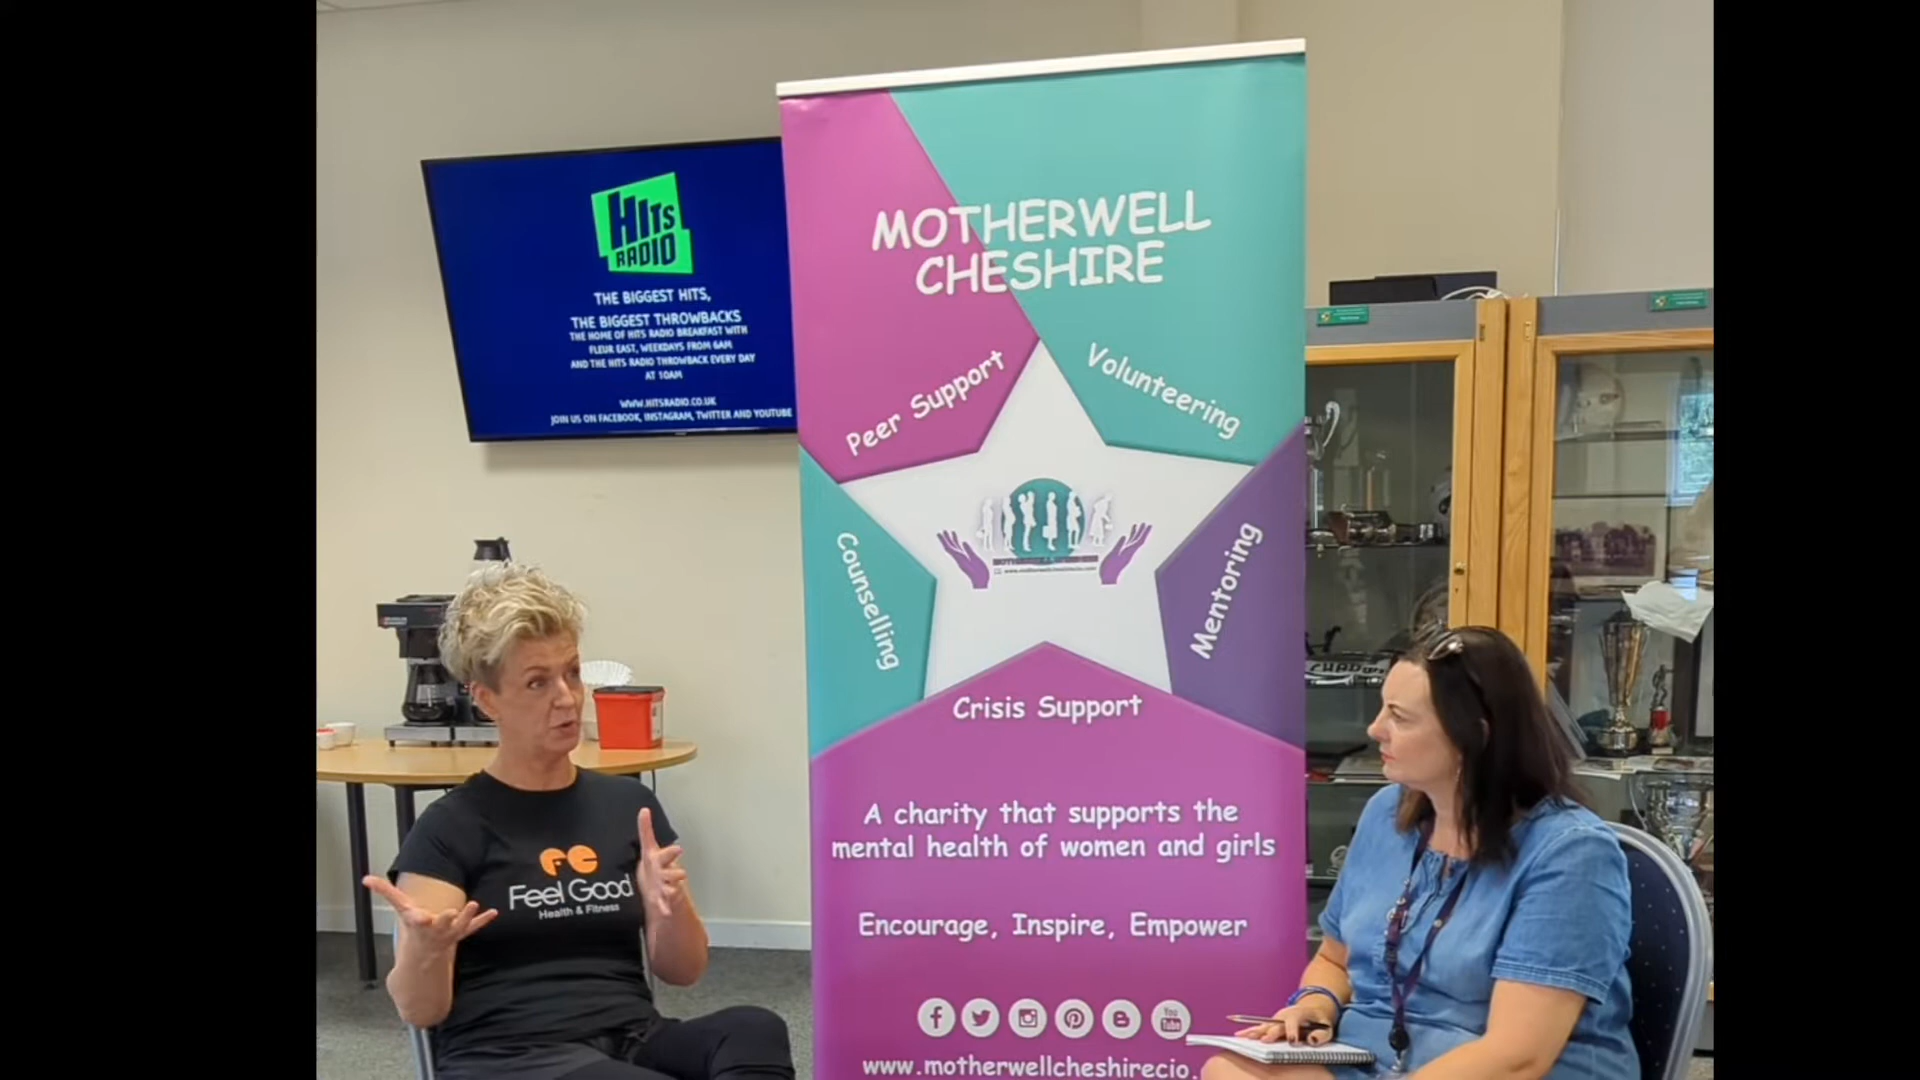 HITS
RADIO
THE BIGGEST HITS,
THE BIGGEST THROWBACKS
THE HOME OF HITS RADIO BREAKFAST WITH
FLEUR EAST, WEEKDAYS FROM 6AM
AND THE HITS RADIO THROWBACK EVERY DAY
AT 10AM
WWW.HITSRADIO.CO.UK
JOIN US ON FACEBOOK, INSTAGRAM, TWITTER AND YOUTUBE
MOTHERWELL
CHESHIRE
Peer Support
Volunteering
Counselling
Mentoring
Crisis Support
A charity that supports the
mental health of women and girls
Encourage, Inspire, Empower
You
Tube
www.motherwellcheshirecio.
Feel Good
Health & Fitness